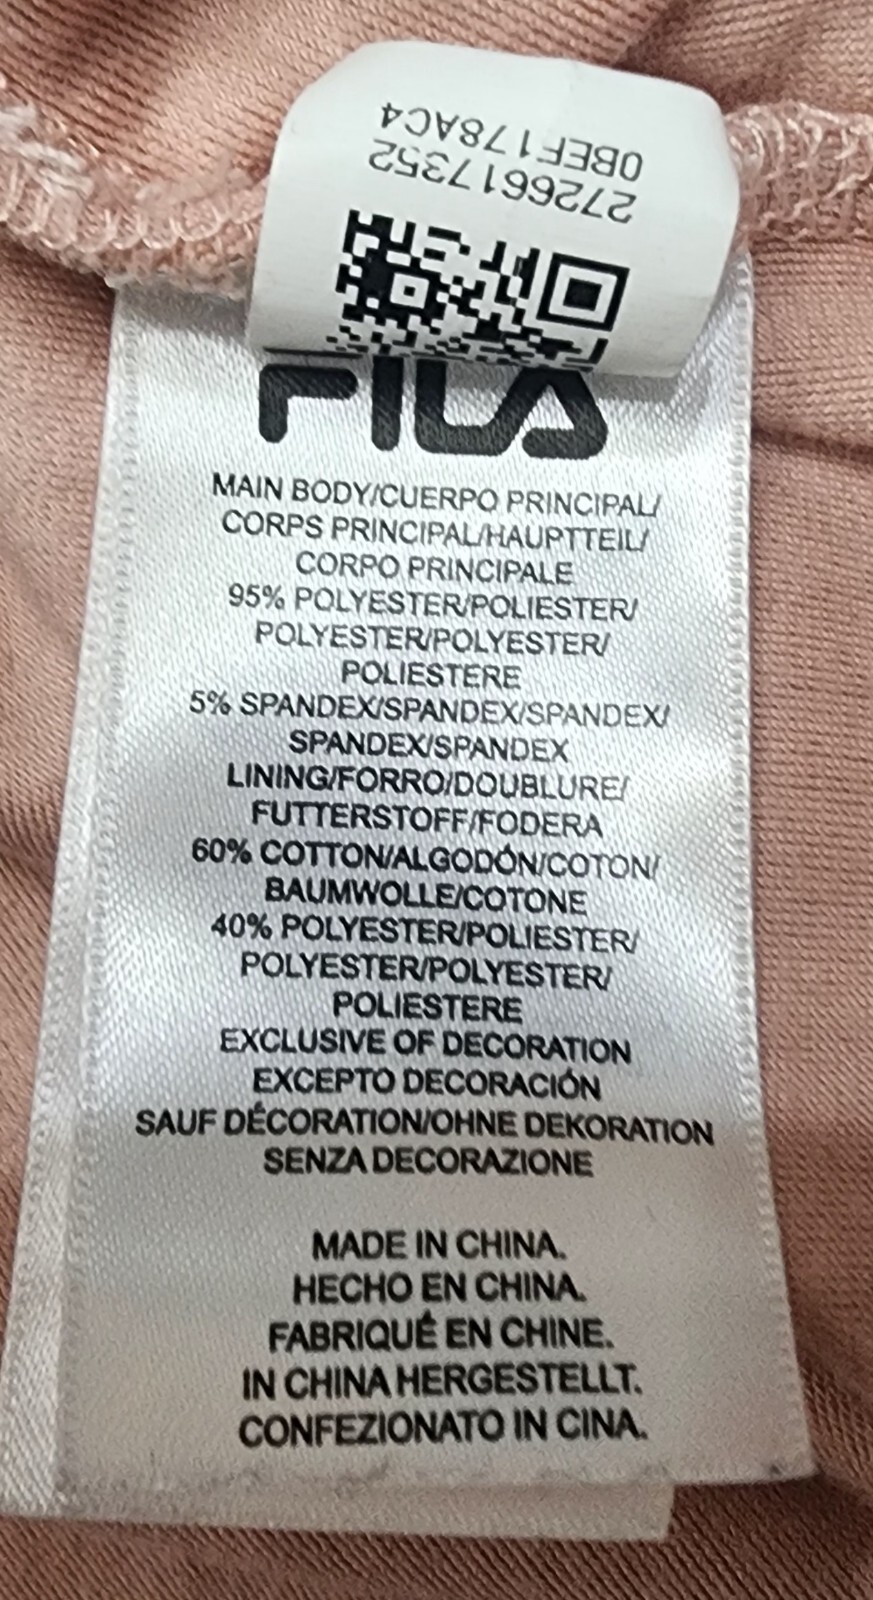 0BEF178AC4
2726617352
FILA
MAIN BODY/CUERPO PRINCIPAL/
CORPS PRINCIPAL/HAUPTTEIL/
CORPO PRINCIPALE
95% POLYESTER/POLIESTER/
POLYESTER/POLYESTER/
POLIESTERE
5% SPANDEX/SPANDEX/SPANDEX/
SPANDEX/SPANDEX
LINING/FORRO/DOUBLURE/
FUTTERSTOFF/FODERA
60% COTTON/ALGODÓN/COTON/
BAUMWOLLE/COTONE
40% POLYESTER/POLIESTER/
POLYESTER/POLYESTER/
POLIESTERE
EXCLUSIVE OF DECORATION
EXCEPTO DECORACIÓN
SAUF DÉCORATION/OHNE DEKORATION
SENZA DECORAZIONE
MADE IN CHINA.
HECHO EN CHINA.
FABRIQUÉ EN CHINE.
IN CHINA HERGESTELLT.
CONFEZIONATO IN CINA.